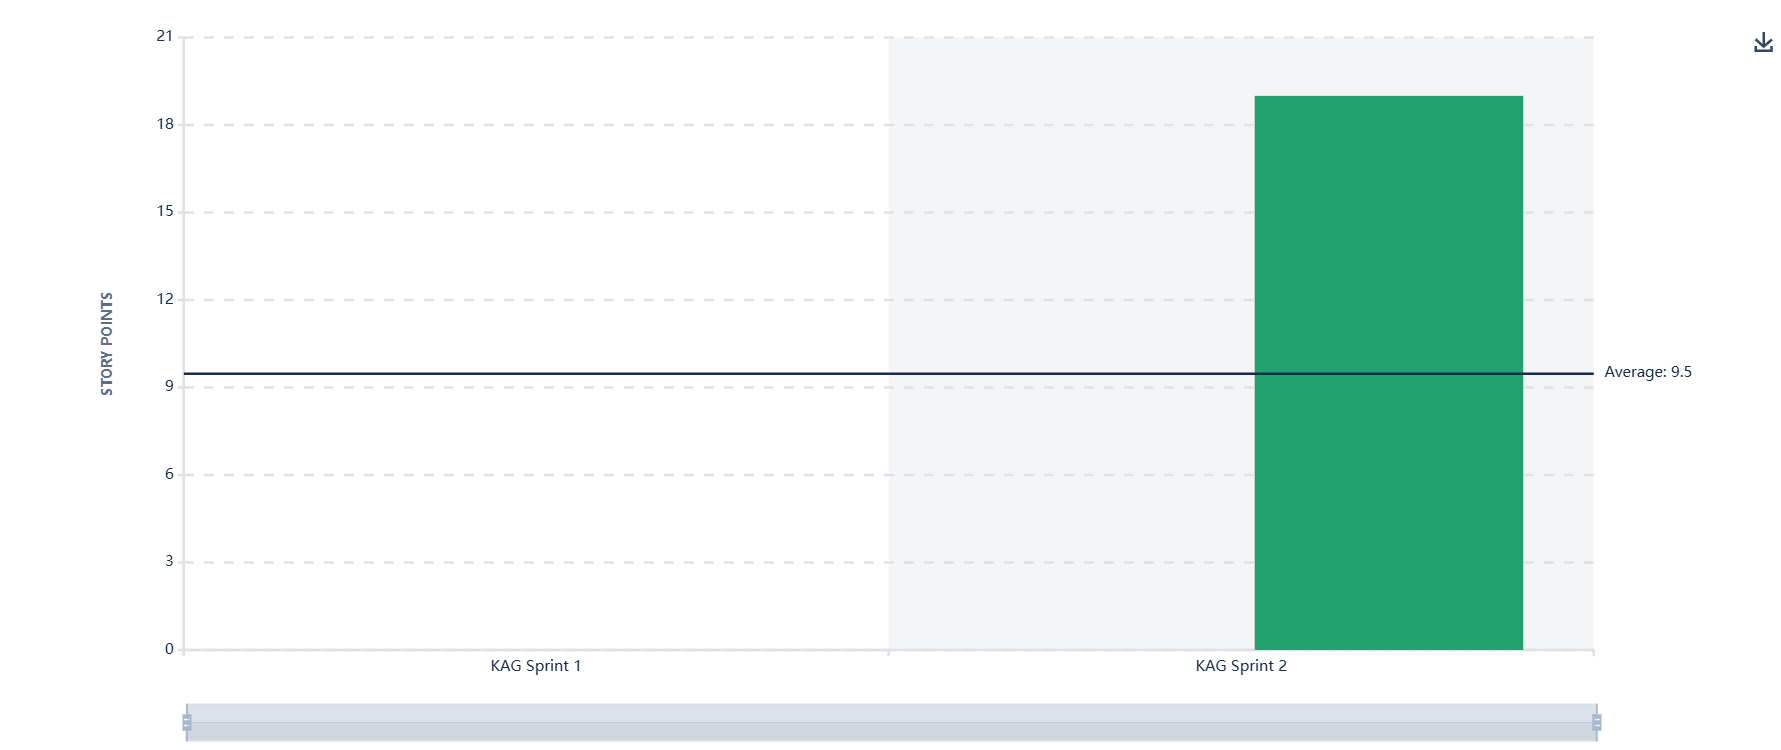 21
18
15
12
9
6
3
0
STORY POINTS
Average: 9.5
KAG Sprint 1
KAG Sprint 2